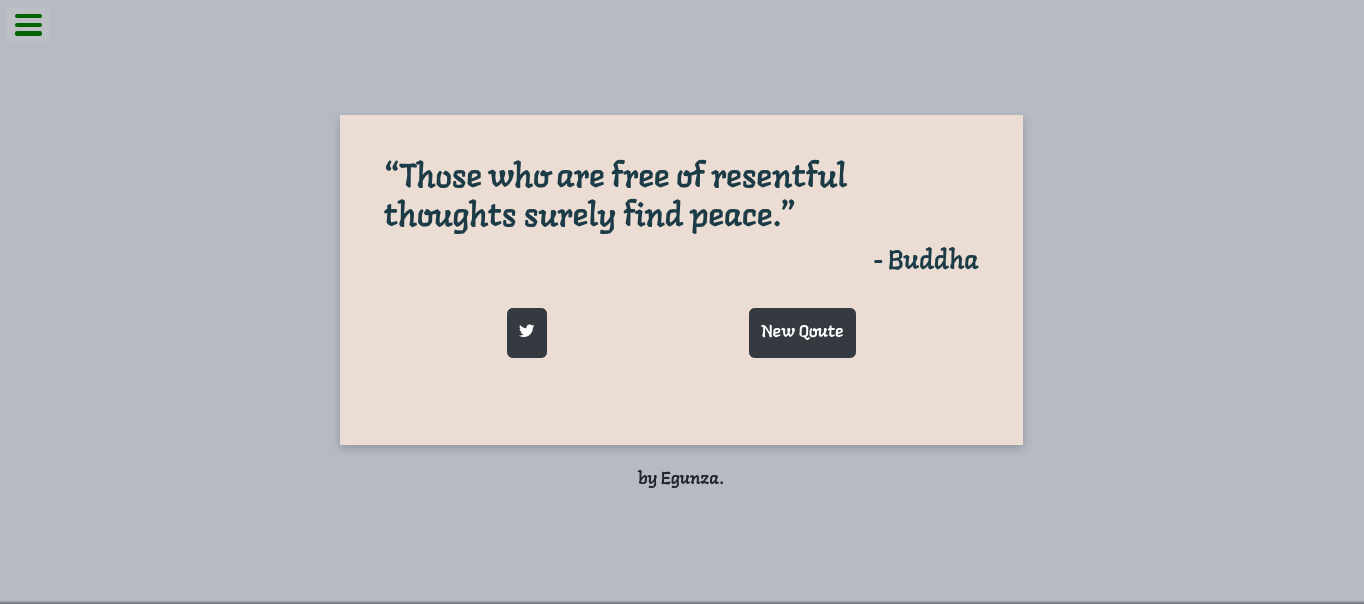 “Those who are free of resentful
thoughts surely find peace.”
- Buddha
New Qoute
by Egunza.